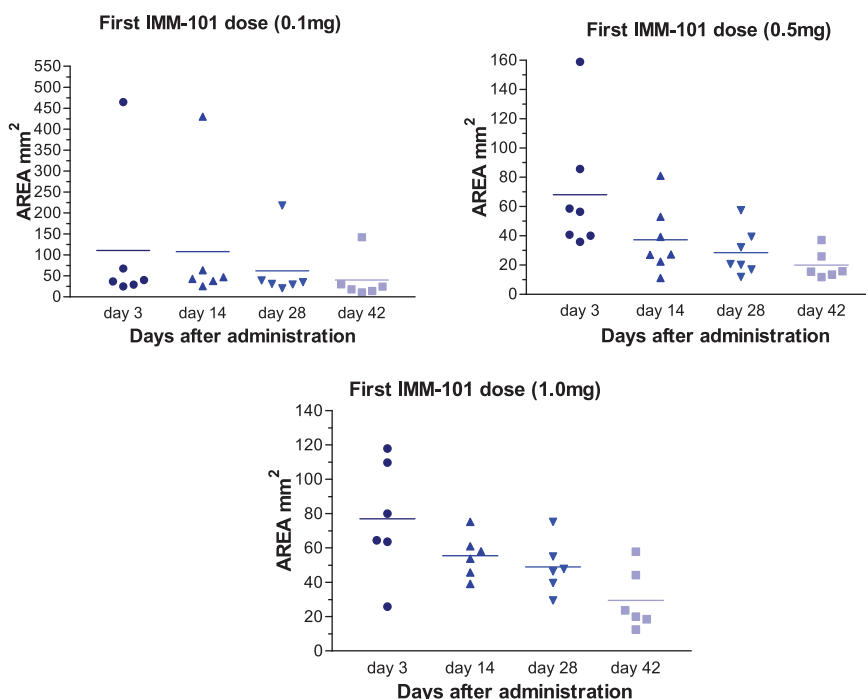 First IMM-101 dose (0.1mg)
AREA mm²
550
500
450
400
350
300
250
200
150
100
50
0
day 3 day 14 day 28 day 42
Days after administration
First IMM-101 dose (0.5mg)
AREA mm²
160
140
120
100
80
60
40
20
0
day 3 day 14 day 28 day 42
Days after administration
First IMM-101 dose (1.0mg)
AREA mm²
140
120
100
80
60
40
20
0
day 3 day 14 day 28 day 42
Days after administration